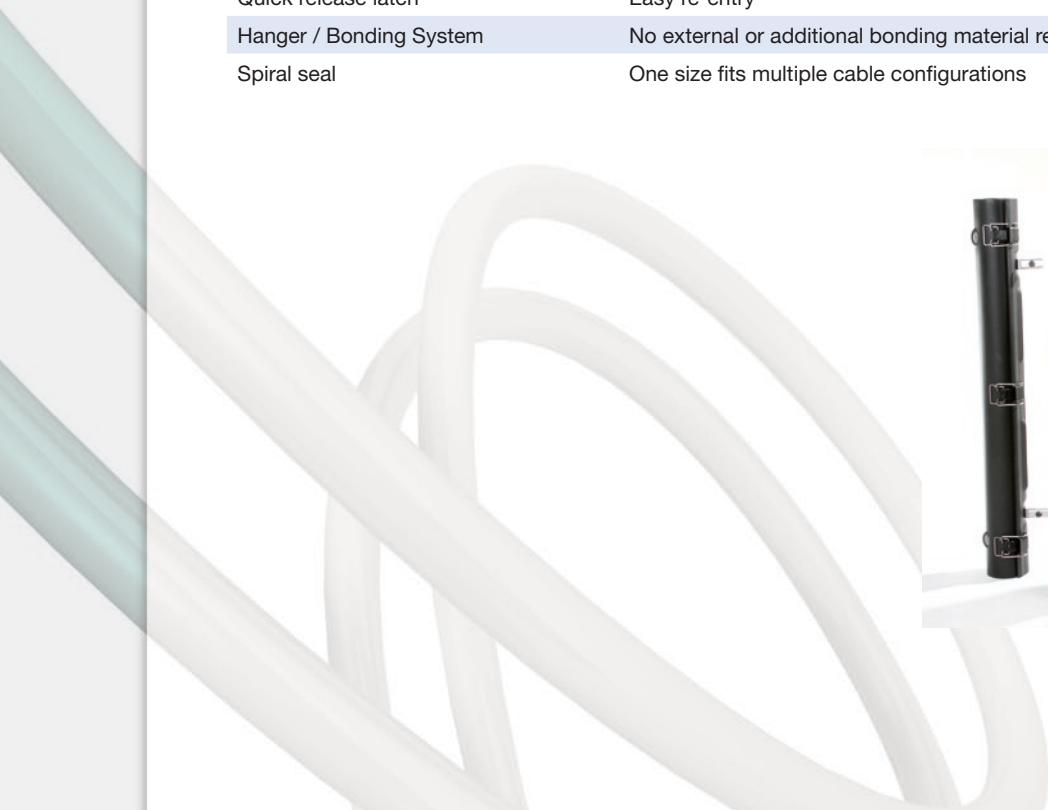 Quick release latch Easy re-entry
Hanger / Bonding System No external or additional bonding material
Spiral seal One size fits multiple cable configurations